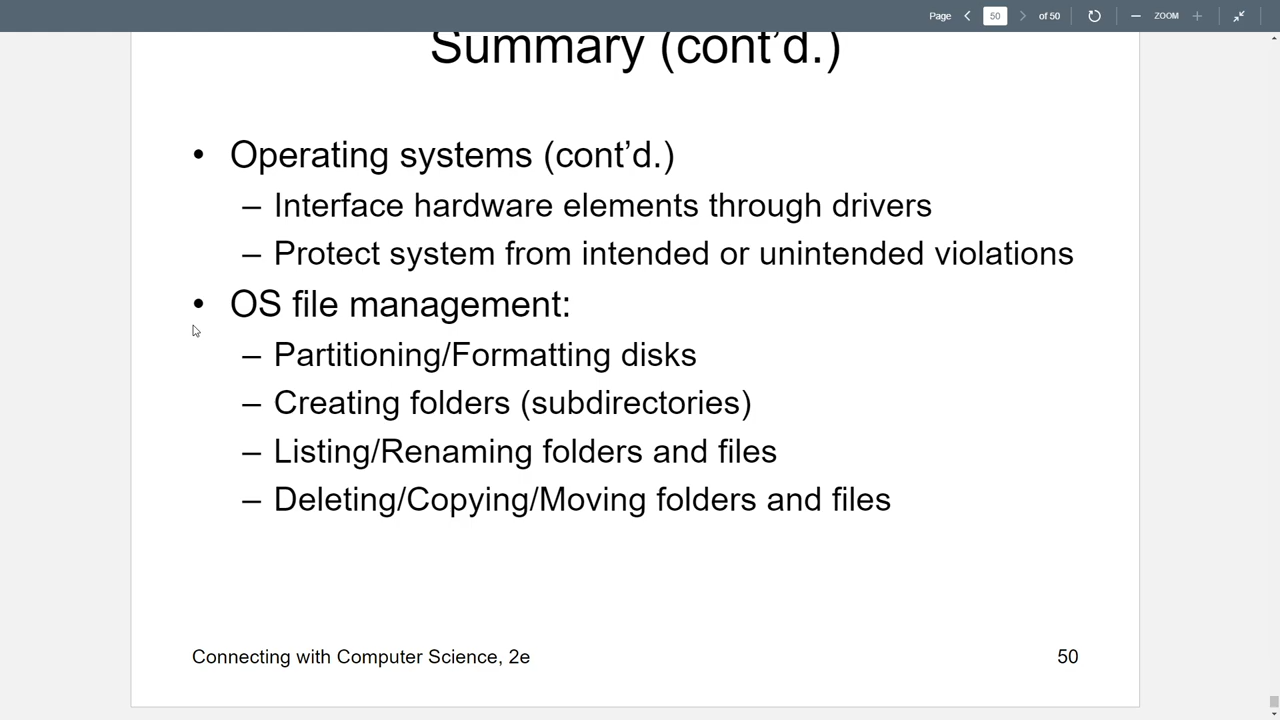 Page 50 of 50 ZOOM
Summary (cont’d.)
• Operating systems (cont’d.)
– Interface hardware elements through drivers
– Protect system from intended or unintended violations
• OS file management:
– Partitioning/Formatting disks
– Creating folders (subdirectories)
– Listing/Renaming folders and files
– Deleting/Copying/Moving folders and files
Connecting with Computer Science, 2e 50